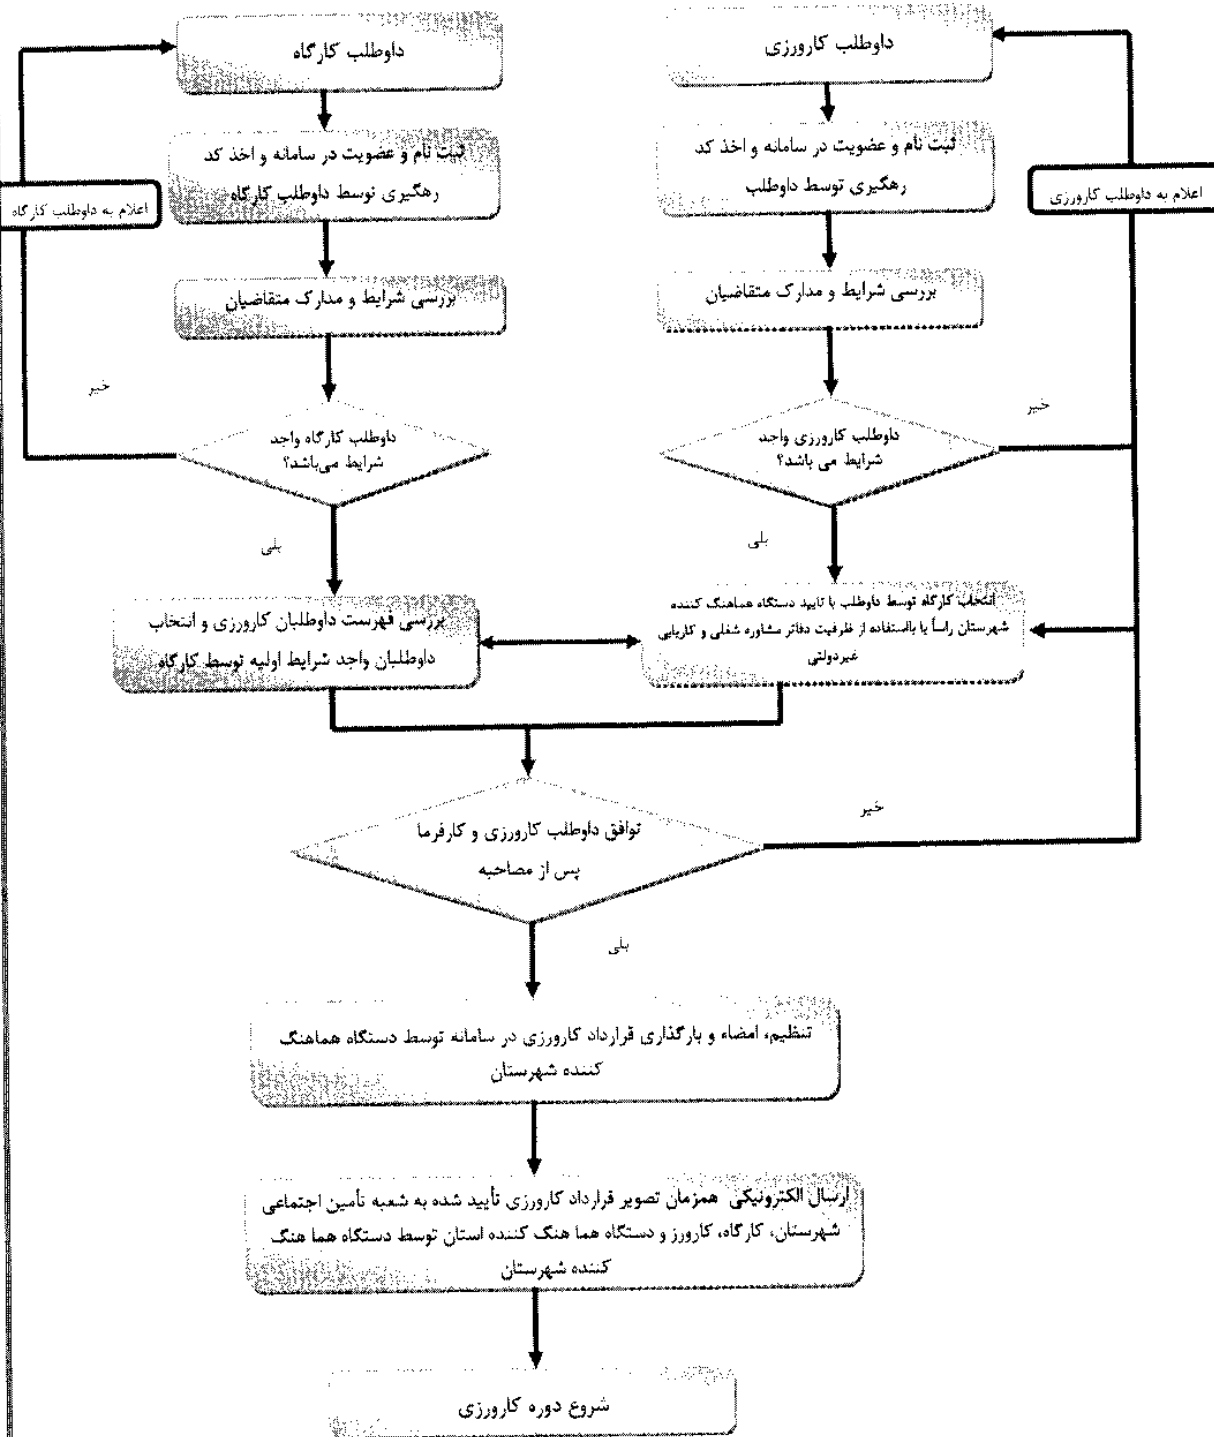 داوطلب کارورزی
داوطلب کارگاه
ثبت نام و عضویت در سامانه و اخذ کد
رهگیری توسط داوطلب
ثبت نام و عضویت در سامانه و اخذ کد
رهگیری توسط داوطلب کارگاه
اعلام به داوطلب کارورزی
اعلام به داوطلب کارگاه
بررسی شرایط و مدارک متقاضیان
بررسی شرایط و مدارک متقاضیان
خیر
خیر
داوطلب کارورزی واجد
شرایط می باشد؟
داوطلب کارگاه واجد
شرایط می‌باشد؟
بلی
بلی
انتخاب کارگاه توسط داوطلب با تایید دستگاه هماهنگ کننده
شهرستان راساً یا بااستفاده از ظرفیت دفاتر مشاوره شغلی و کاریابی
غیردولتی
بررسی فهرست داوطلبان کارورزی و انتخاب
داوطلبان واجد شرایط اولیه توسط کارگاه
خیر
توافق داوطلب کارورزی و کارفرما
پس از مصاحبه
بلی
تنظیم، امضاء و بارگذاری قرارداد کارورزی در سامانه توسط دستگاه هماهنگ
کننده شهرستان
ارسال الکترونیکی همزمان تصویر قرارداد کارورزی تأیید شده به شعبه تأمین اجتماعی
شهرستان، کارگاه، کارورز و دستگاه هما هنگ کننده استان توسط دستگاه هما هنگ
کننده شهرستان
شروع دوره کارورزی